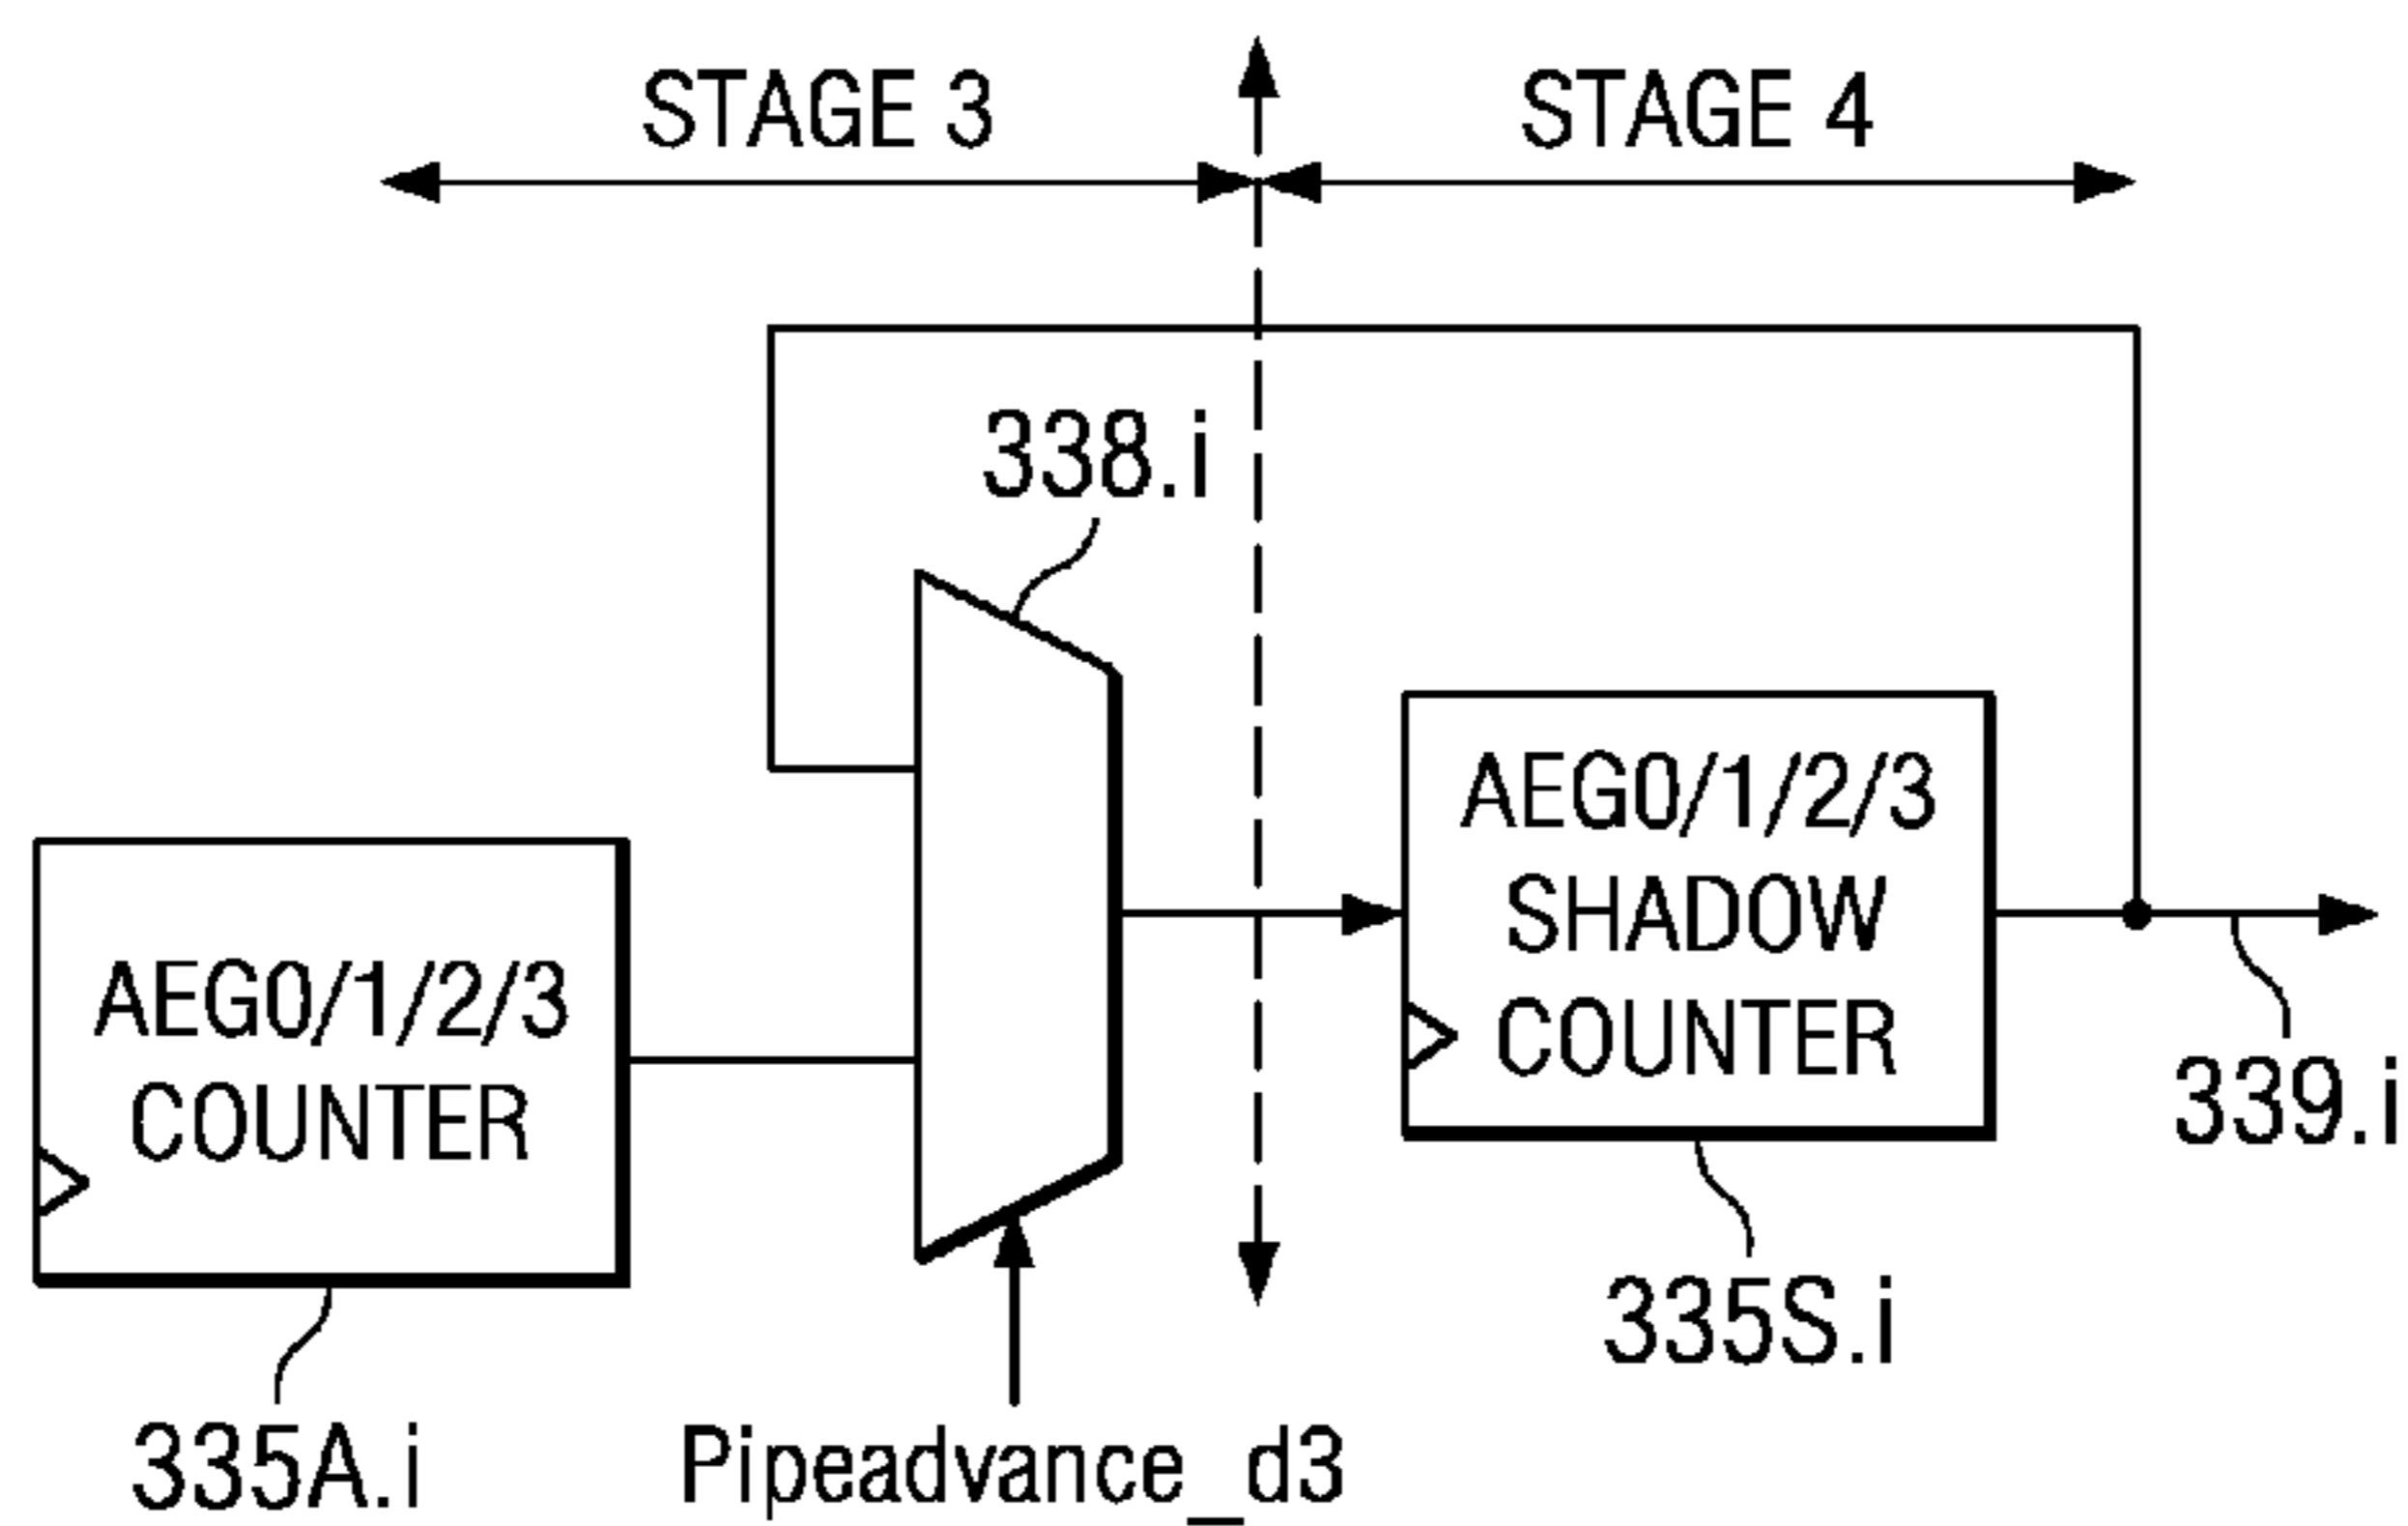 STAGE 3
STAGE 4
338.i
AEG0/1/2/3
COUNTER
AEG0/1/2/3
SHADOW
COUNTER
339.i
335S.i
335A.i
Pipeadvance_d3